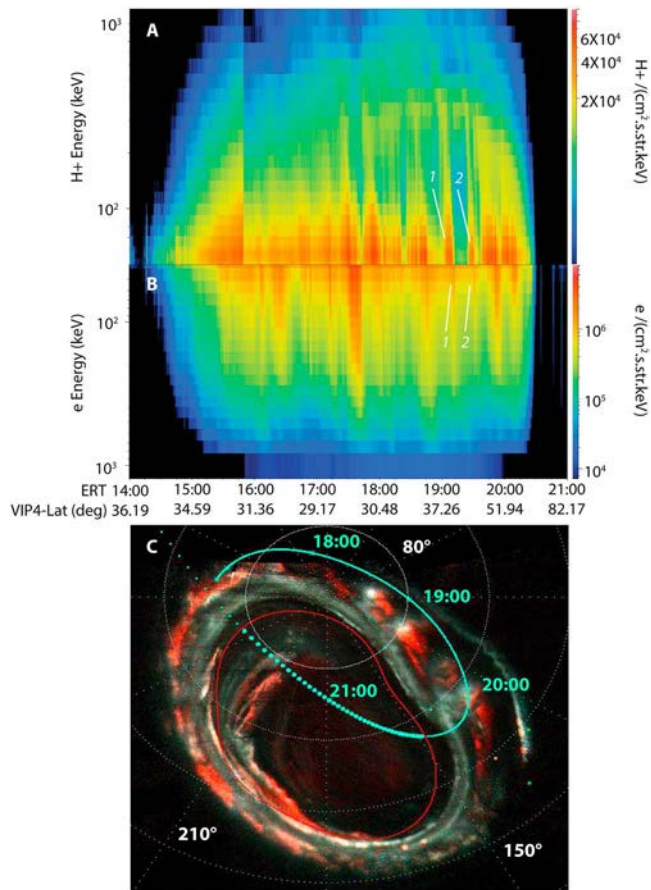 A
10³
10²
H+ Energy (keV)
6X10⁴
4X10⁴
2X10⁴
H+ /(cm².s.str.keV)
1
2
B
10²
10³
e Energy (keV)
1
2
10⁶
10⁵
10⁴
e /(cm².s.str.keV)
ERT 14:00 15:00 16:00 17:00 18:00 19:00 20:00 21:00
VIP4-Lat (deg) 36.19 34.59 31.36 29.17 30.48 37.26 51.94 82.17
C
18:00
80°
19:00
20:00
21:00
210°
150°